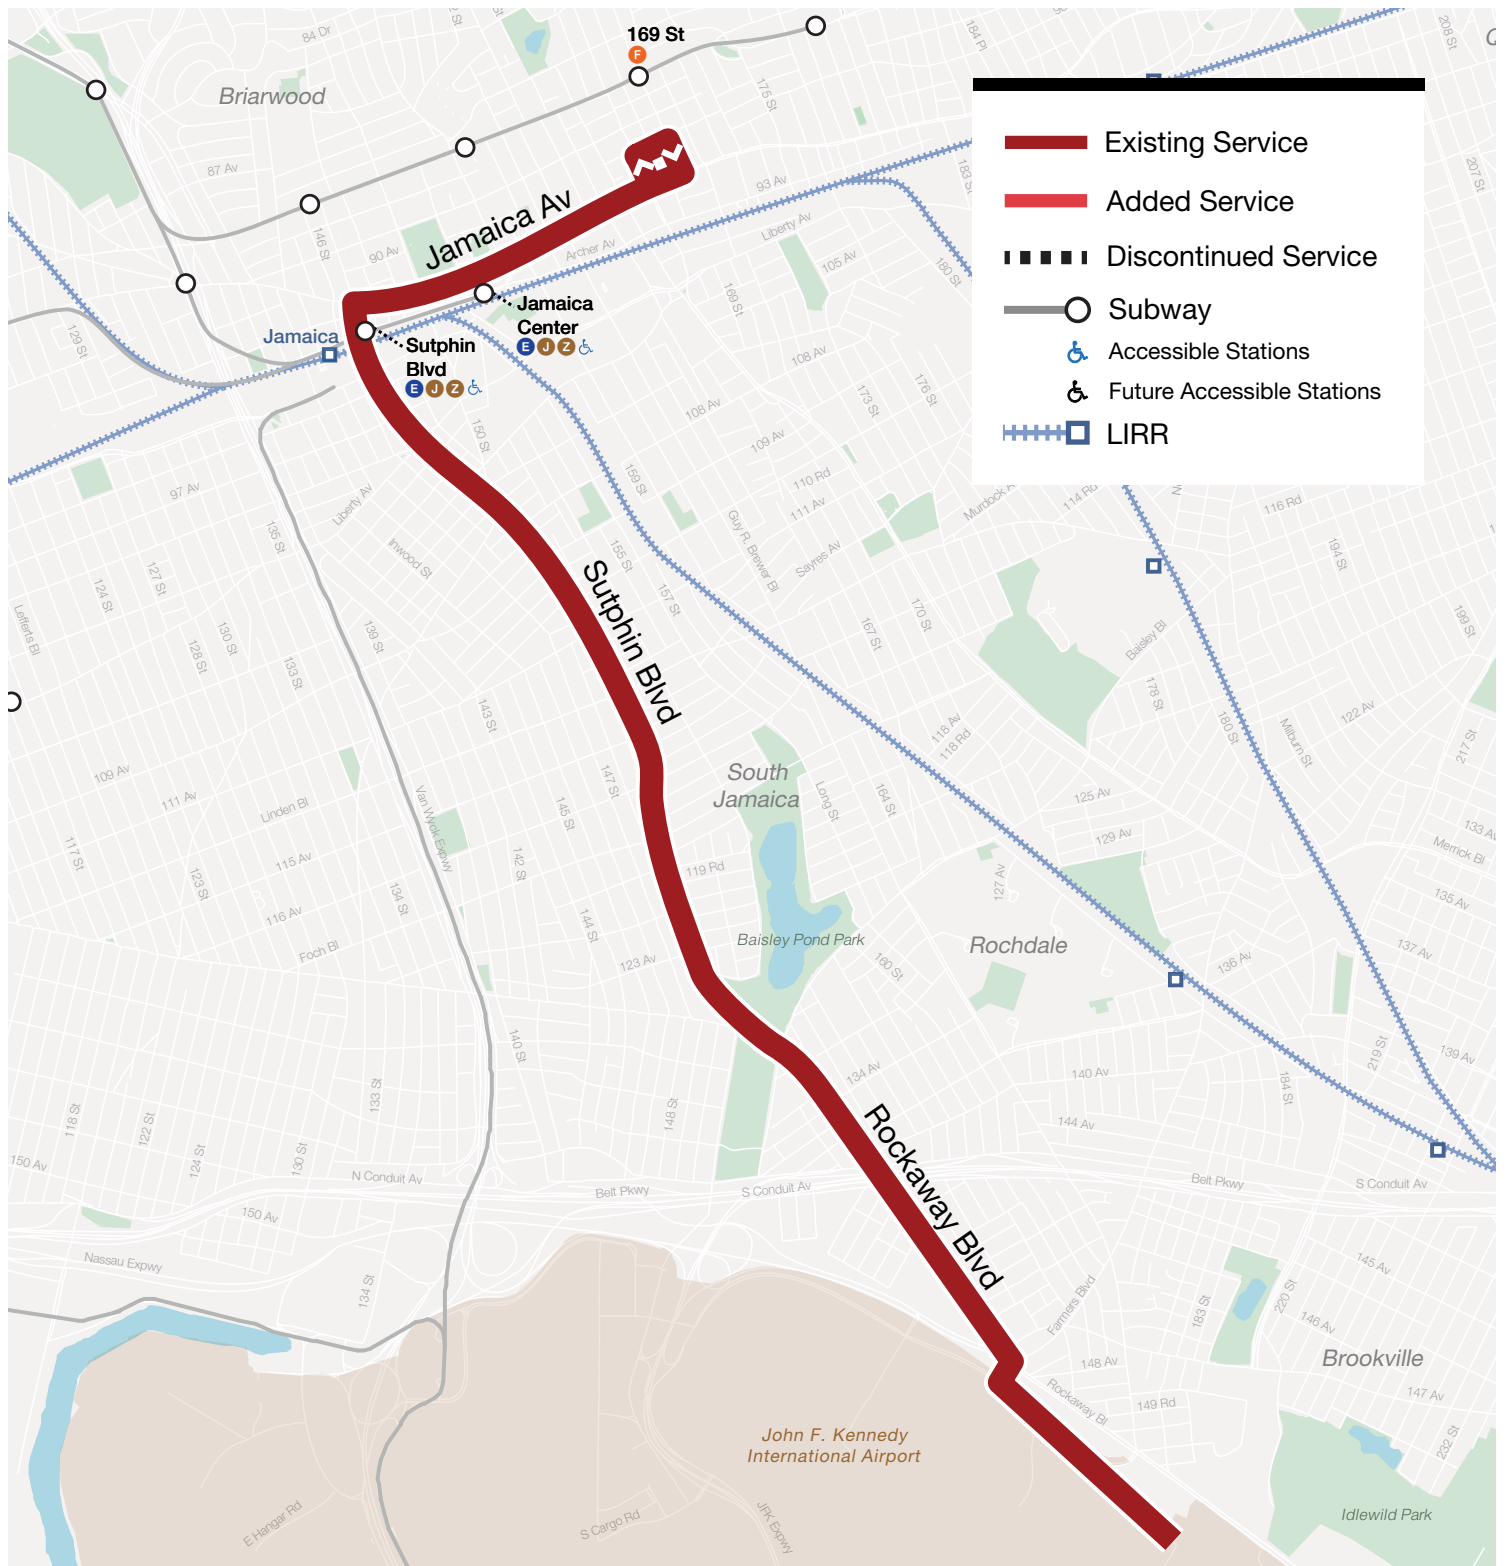 84 Dr
169 St
F
184 Pl
208 St
Briarwood
175 St
87 Av
Existing Service
Added Service
Discontinued Service
Subway
Accessible Stations
Future Accessible Stations
LIRR
183 St
207 St
93 Av
Jamaica Av
146 St
90 Av
Archer Av
Liberty Av
105 Av
180 St
169 St
129 St
Jamaica
Jamaica
Center
E J Z
Sutphin
Blvd
E J Z
108 Av
176 St
173 St
108 Av
150 St
109 Av
110 Rd
111 Av
159 St
97 Av
Liberty Av
135 St
Inwood St
155 St
Guy R. Brewer Bl
Sayres Av
Murdock
114 Rd
116 Rd
194 St
127 St
124 St
Lefferts Bl
130 St
128 St
133 St
139 St
157 St
167 St
170 St
Baisley Bl
199 St
Sutphin Blvd
143 St
178 St
180 St
Milburn St
122 Av
217 St
118 Av
118 Rd
109 Av
111 Av
Linden Bl
Van Wyck Expwy
145 St
147 St
South
Jamaica
Long St
164 St
125 Av
129 Av
133 Av
Merrick Bl
117 St
123 St
115 Av
116 Av
134 St
142 St
144 St
119 Rd
127 Av
135 Av
Foch Bl
123 Av
Baisley Pond Park
160 St
Rochdale
136 Av
137 Av
140 St
134 Av
140 Av
184 St
219 St
139 Av
118 St
122 St
124 St
133 St
130 St
148 St
144 Av
150 Av
N Conduit Av
Belt Pkwy
S Conduit Av
Rockaway Blvd
Belt Pkwy
S Conduit Av
150 Av
Nassau Expwy
134 St
Farmers Blvd
183 St
220 St
145 Av
146 Av
148 Av
Brookville
147 Av
Rockaway Bl
149 Rd
232 St
John F. Kennedy
International Airport
E Hangar Rd
S Cargo Rd
JFK Expwy
Idlewild Park